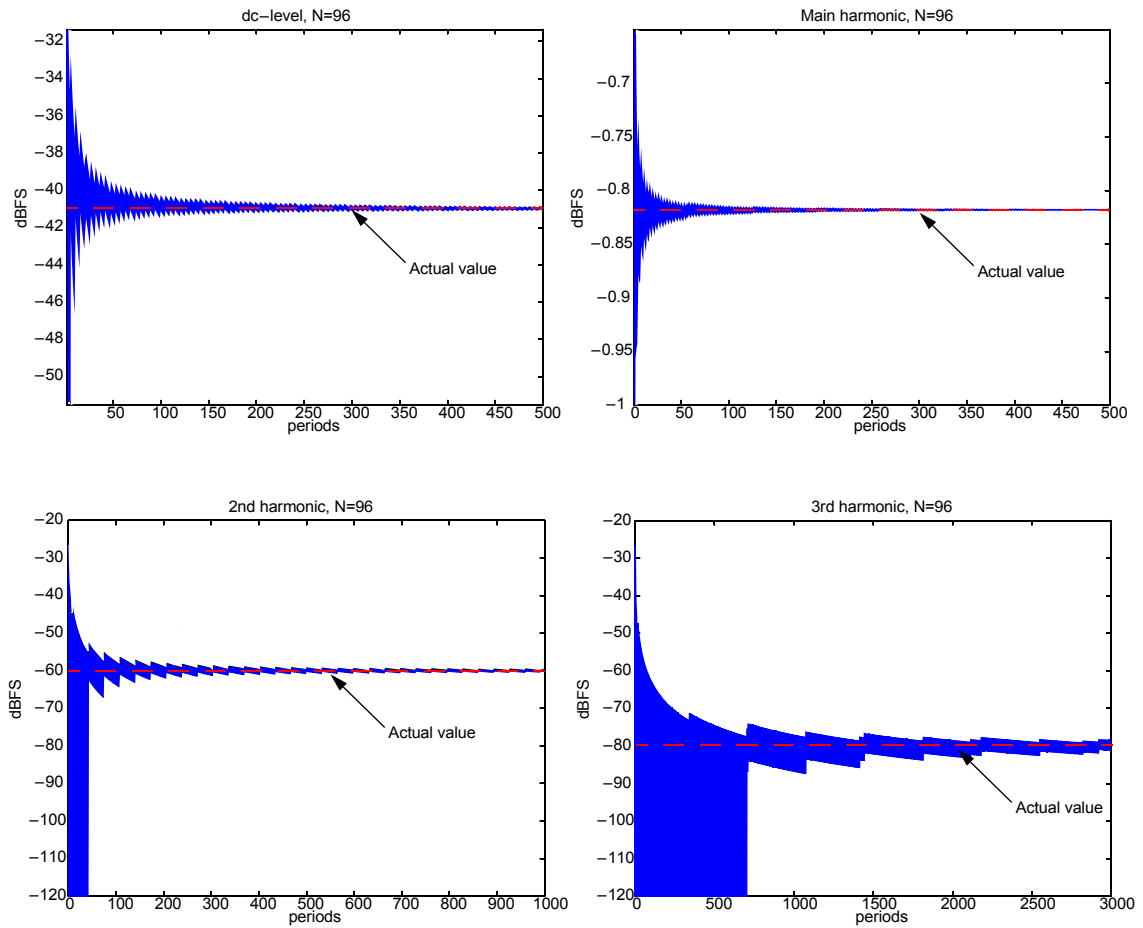 dc−level, N=96
−32
−34
−36
−38
−40
−42
−44
−46
−48
−50
dBFS
Actual value
50 100 150 200 250 300 350 400 450 500
periods
Main harmonic, N=96
−0.7
−0.75
−0.8
−0.85
−0.9
−0.95
−1
dBFS
Actual value
0 50 100 150 200 250 300 350 400 450 500
periods
2nd harmonic, N=96
−20
−30
−40
−50
−60
−70
−80
−90
−100
−110
−120
dBFS
Actual value
0 100 200 300 400 500 600 700 800 900 1000
periods
3rd harmonic, N=96
−20
−30
−40
−50
−60
−70
−80
−90
−100
−110
−120
dBFS
Actual value
0 500 1000 1500 2000 2500 3000
periods